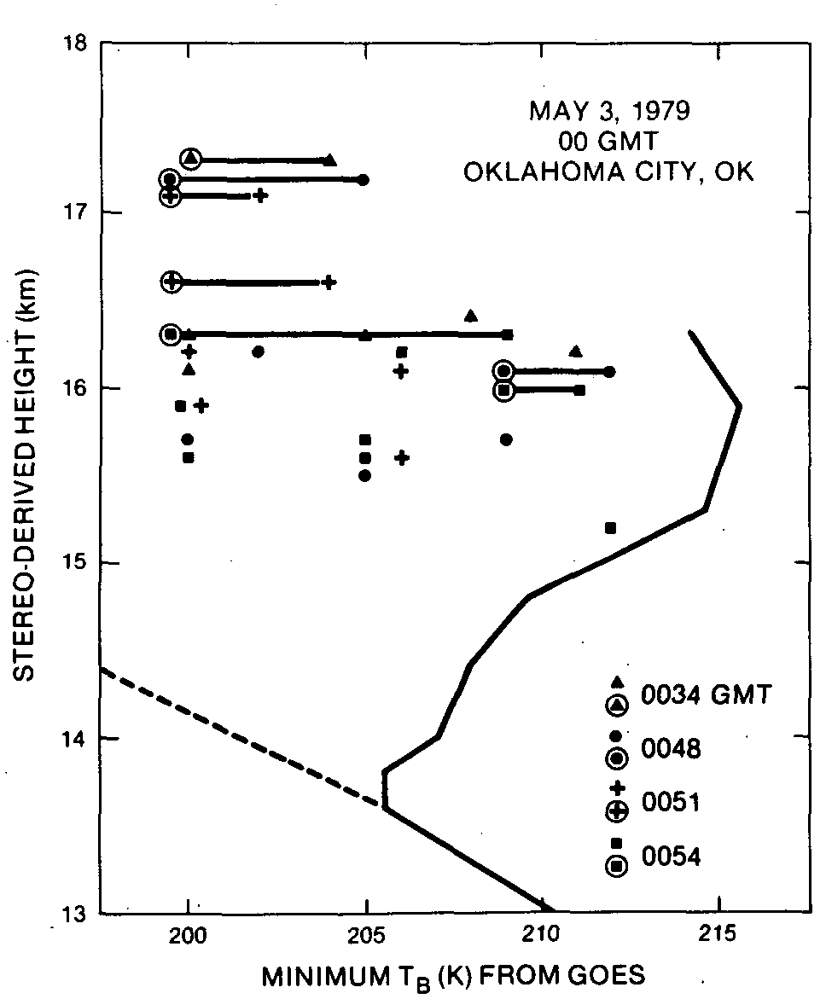 18
17
16
15
14
13
STEREO-DERIVED HEIGHT (km)
MAY 3, 1979
00 GMT
OKLAHOMA CITY, OK
0034 GMT
0048
0051
0054
200
205
210
215
MINIMUM TB (K) FROM GOES